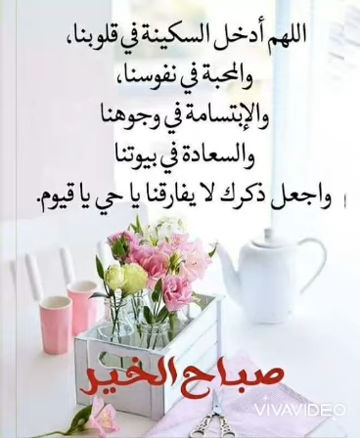 اللهم أدخل السكينة في قلوبنا،
والمحبة في نفوسنا،
والإبتسامة في وجوهنا
والسعادة في بيوتنا
واجعل ذكرك لا يفارقنا يا حي يا قيوم.
صباح الخير
VIVAVIDEO